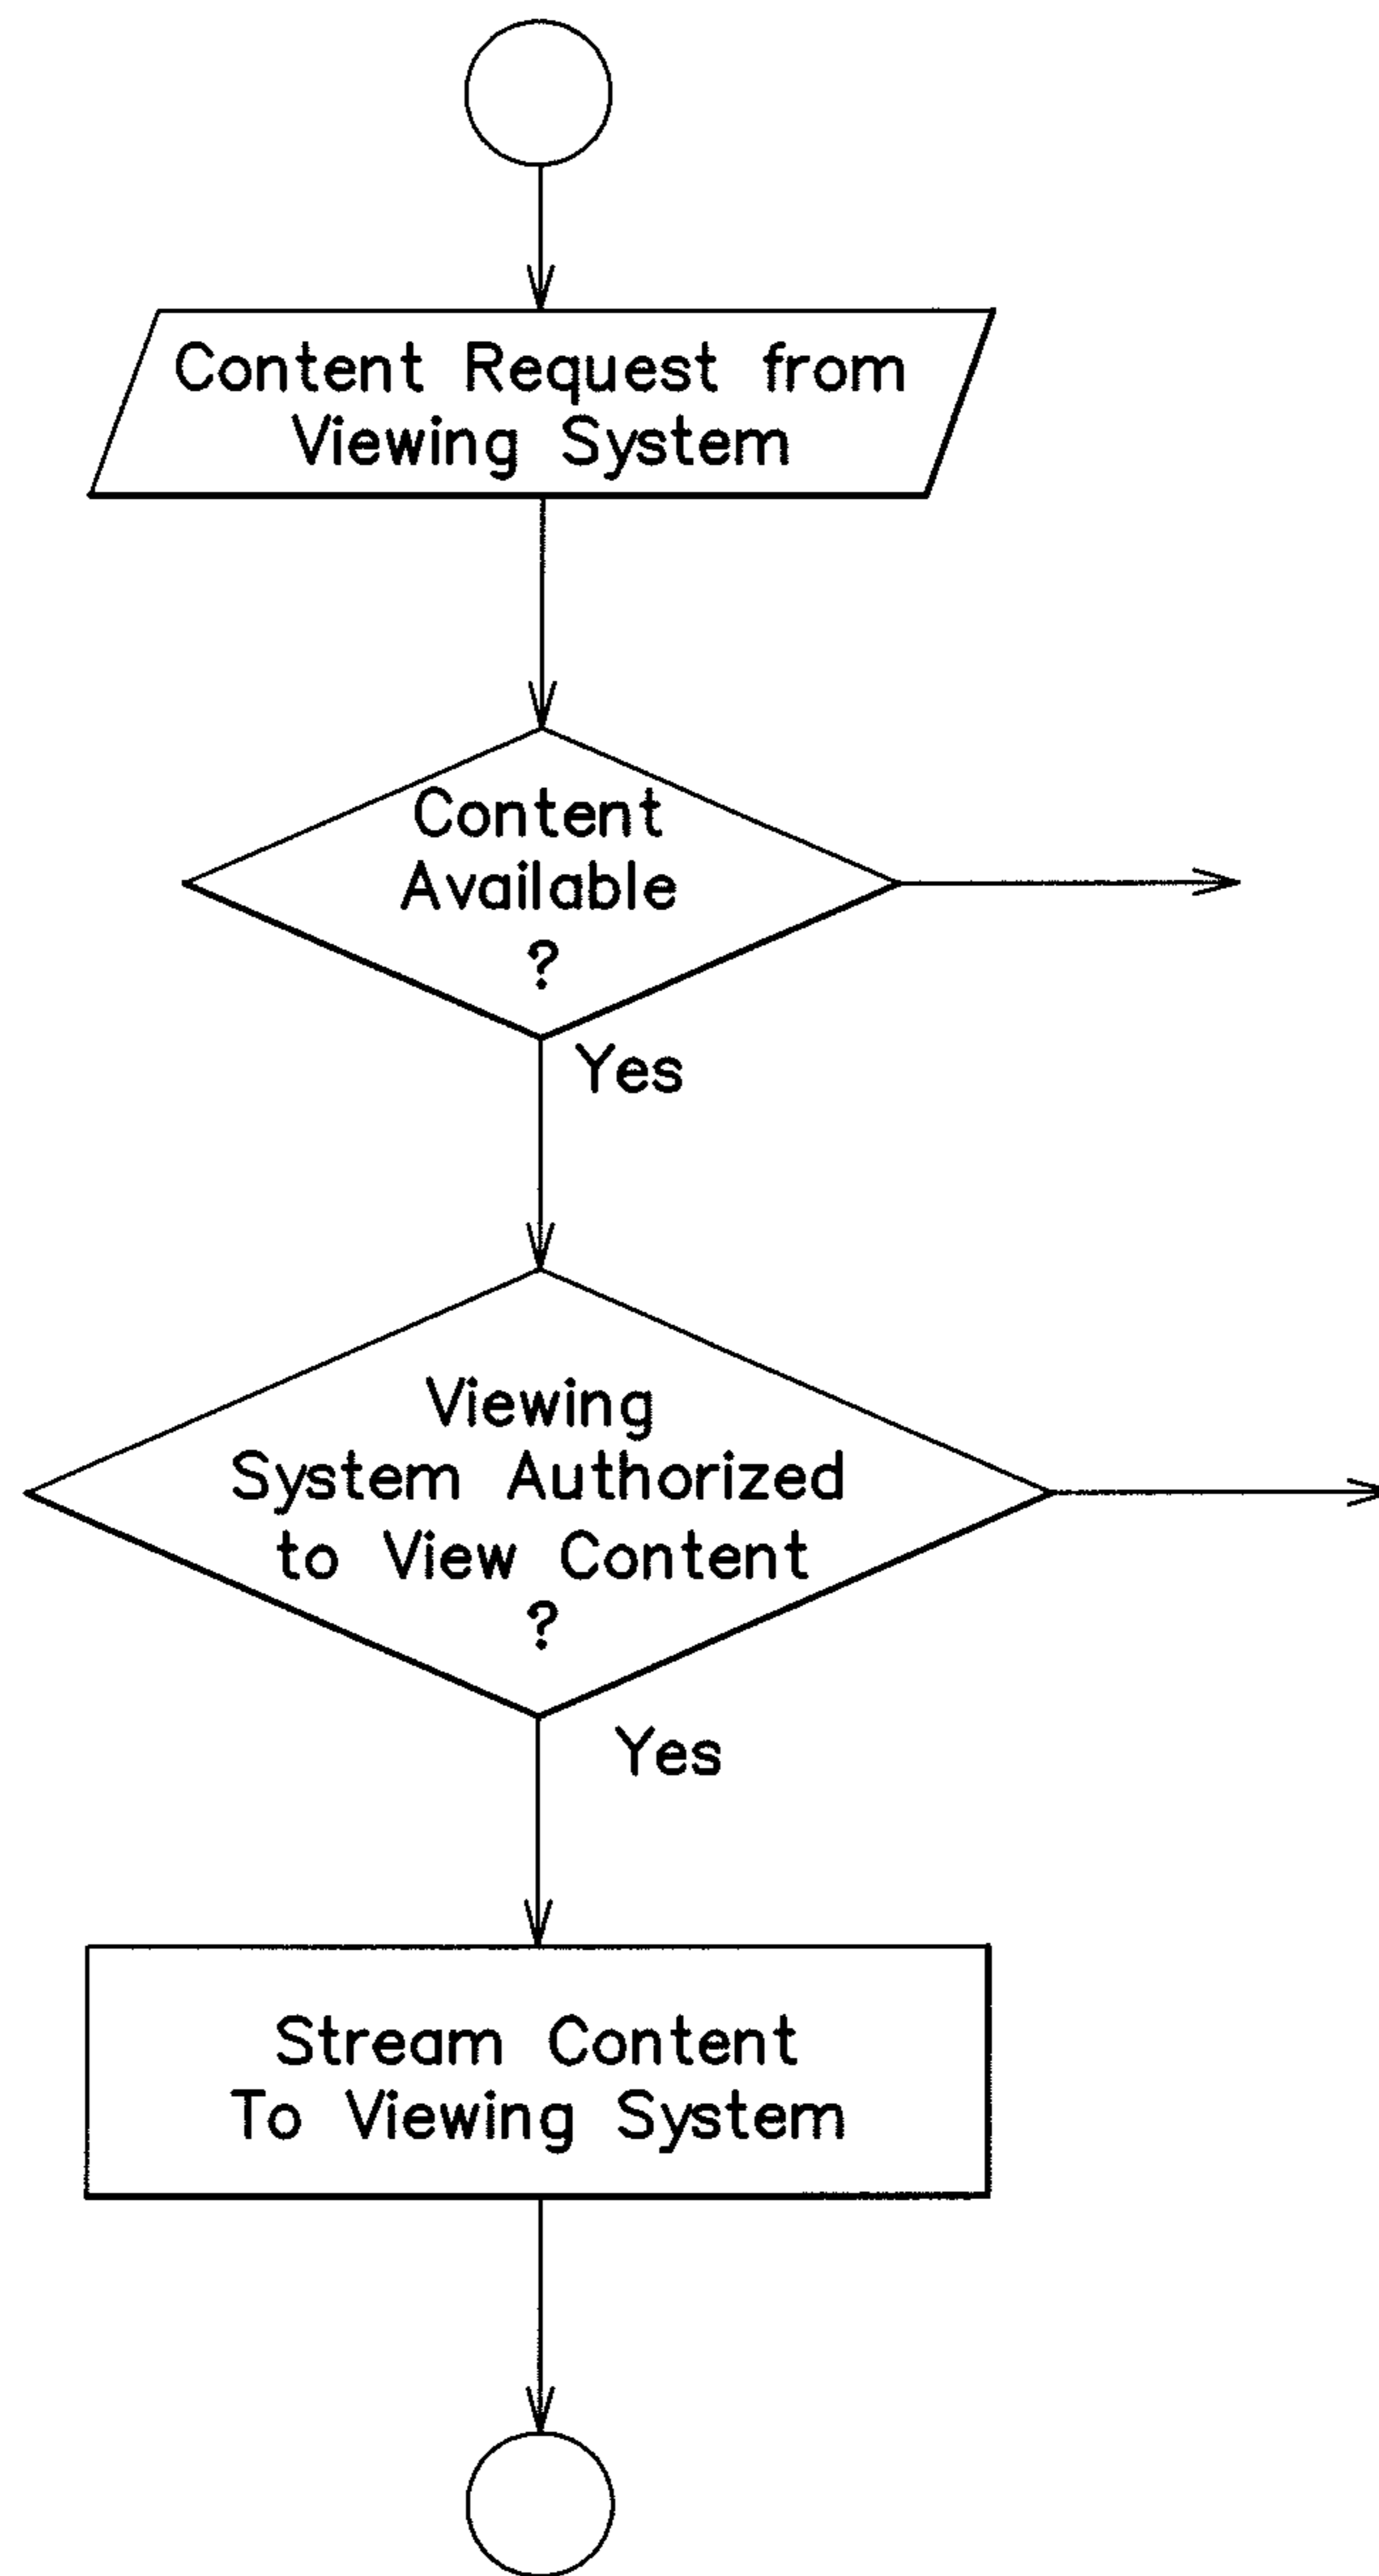 Content Request from
Viewing System
Content
Available
?
Yes
Viewing
System Authorized
to View Content
?
Yes
Stream Content
To Viewing System